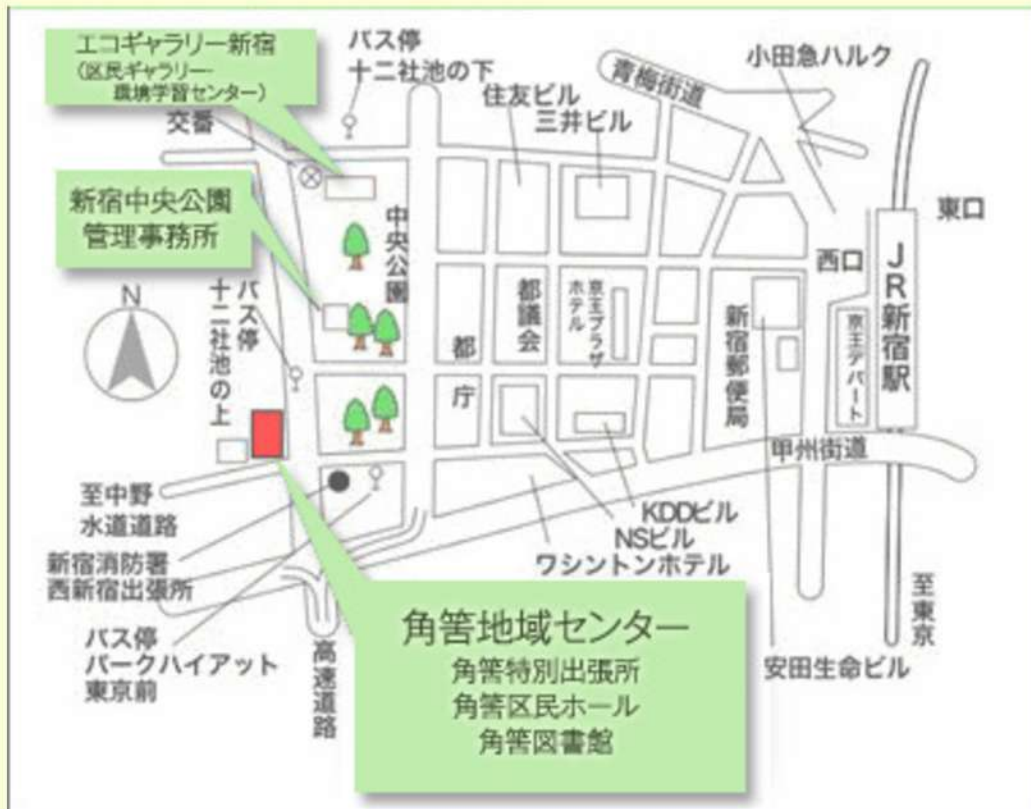 エコギャラリー新宿
(区民ギャラリー・
環境学習センター)
バス停
十二社池の下
小田急ハルク
青梅街道
住友ビル
三井ビル
交番
新宿中央公園
管理事務所
中央公園
東口
西口
JR新宿駅
N
バス停
十二社池の上
都議会
京王プラザ
ホテル
新宿郵便局
京王デパート
都庁
甲州街道
至中野
水道道路
KDDビル
NSビル
ワシントンホテル
新宿消防署
西新宿出張所
角筈地域センター
角筈特別出張所
角筈区民ホール
角筈図書館
至東京
安田生命ビル
バス停
パークハイアット
東京前
高速道路